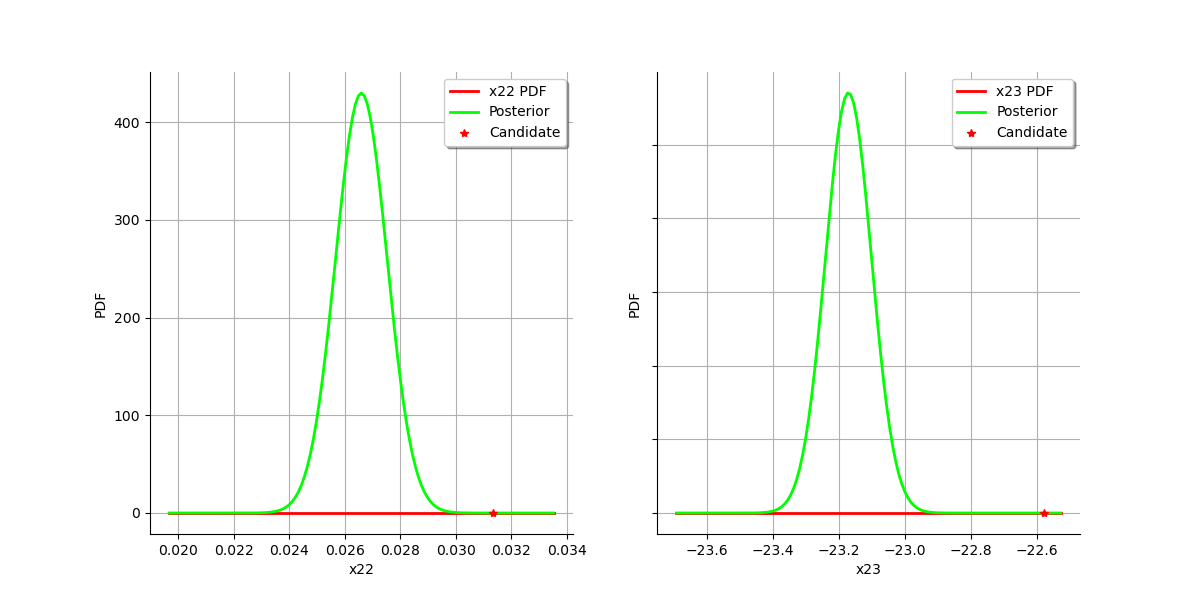 x22 PDF
Posterior
Candidate
400
300
200
100
0
PDF
0.020 0.022 0.024 0.026 0.028 0.030 0.032 0.034
x22
x23 PDF
Posterior
Candidate
PDF
−23.6 −23.4 −23.2 −23.0 −22.8 −22.6
x23